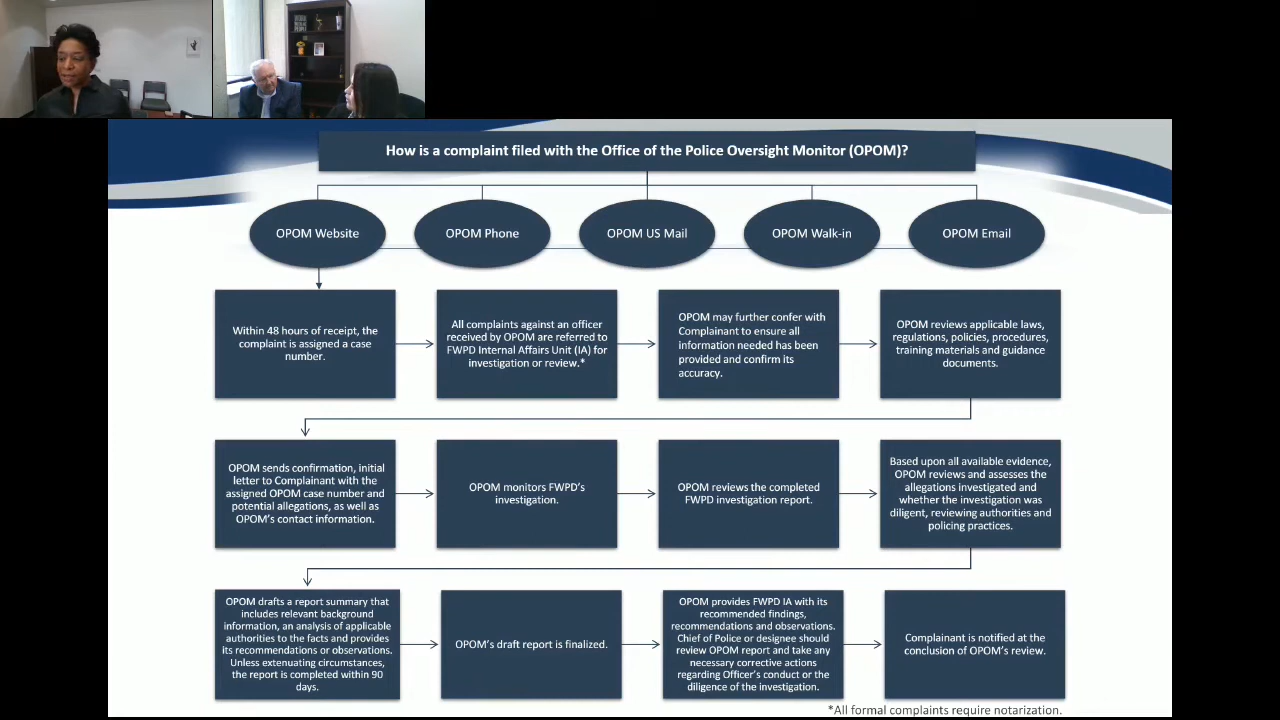 How is a complaint filed with the Office of the Police Oversight Monitor (OPOM)?
OPOM Website
OPOM Phone
OPOM US Mail
OPOM Walk-in
OPOM Email
Within 48 hours of receipt, the
complaint is assigned a case
number.
All complaints against an officer
received by OPOM are referred to
FWPD Internal Affairs Unit (IA) for
investigation or review.*
OPOM may further confer with
Complainant to ensure all
information needed has been
provided and confirm its
accuracy.
OPOM reviews applicable laws,
regulations, policies, procedures,
training materials and guidance
documents.
OPOM sends confirmation, initial
letter to Complainant with the
assigned OPOM case number and
potential allegations, as well as
OPOM's contact information.
OPOM monitors FWPD's
investigation.
OPOM reviews the completed
FWPD investigation report.
Based upon all available evidence,
OPOM reviews and assesses the
allegations investigated and
whether the investigation was
diligent, reviewing authorities and
policing practices.
OPOM drafts a report summary that
includes relevant background
information, an analysis of applicable
authorities to the facts and provides
its recommendations or observations.
Unless extenuating circumstances,
the report is completed within 90
days.
OPOM's draft report is finalized.
OPOM provides FWPD IA with its
recommended findings,
recommendations and observations.
Chief of Police or designee should
review OPOM report and take any
necessary corrective actions
regarding Officer's conduct or the
diligence of the investigation.
Complainant is notified at the
conclusion of OPOM's review.
*All formal complaints require notarization.